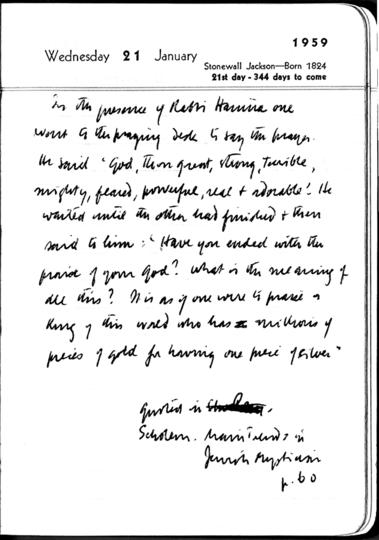 1959
Wednesday 21 January
Stonewall Jackson—Born 1824
21st day - 344 days to come
In the presence of Rabbi Hanina one
went to the praying desk to say the prayer.
He said 'God, thou great, strong, terrible,
mighty, feared, powerful, real + adorable'. He
waited until the other had finished + then
said to him: 'Have you ended with the
praise of your God? What is the meaning of
all this? It is as if one were to praise a
King of this world who has millions of
pieces of gold for having one piece of silver"
quoted in
Scholem. Main Trends in
Jewish Mysticism
p. 60